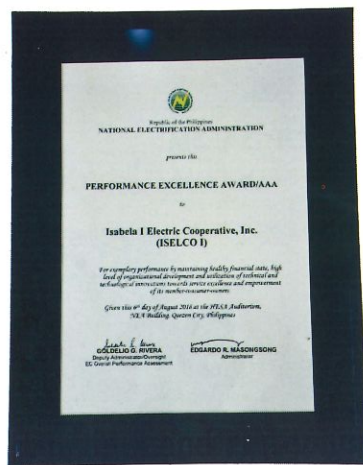 Republic of the Philippines
NATIONAL ELECTRIFICATION ADMINISTRATION
presents this
PERFORMANCE EXCELLENCE AWARD/AAA
to
Isabela I Electric Cooperative, Inc.
(ISELCO I)
For exemplary performance by maintaining healthy financial state, high
level of organizational development and utilization of technical and
technological innovations towards service excellence and empowerment
of its member-consumer-owners
Given this 6th day of August 2016 at the HESA Auditorium,
NEA Building, Quezon City, Philippines
GOLDELIO G. RIVERA
Deputy Administrator/Oversight
EC Overall Performance Assessment
EDGARDO R. MASONGSONG
Administrator